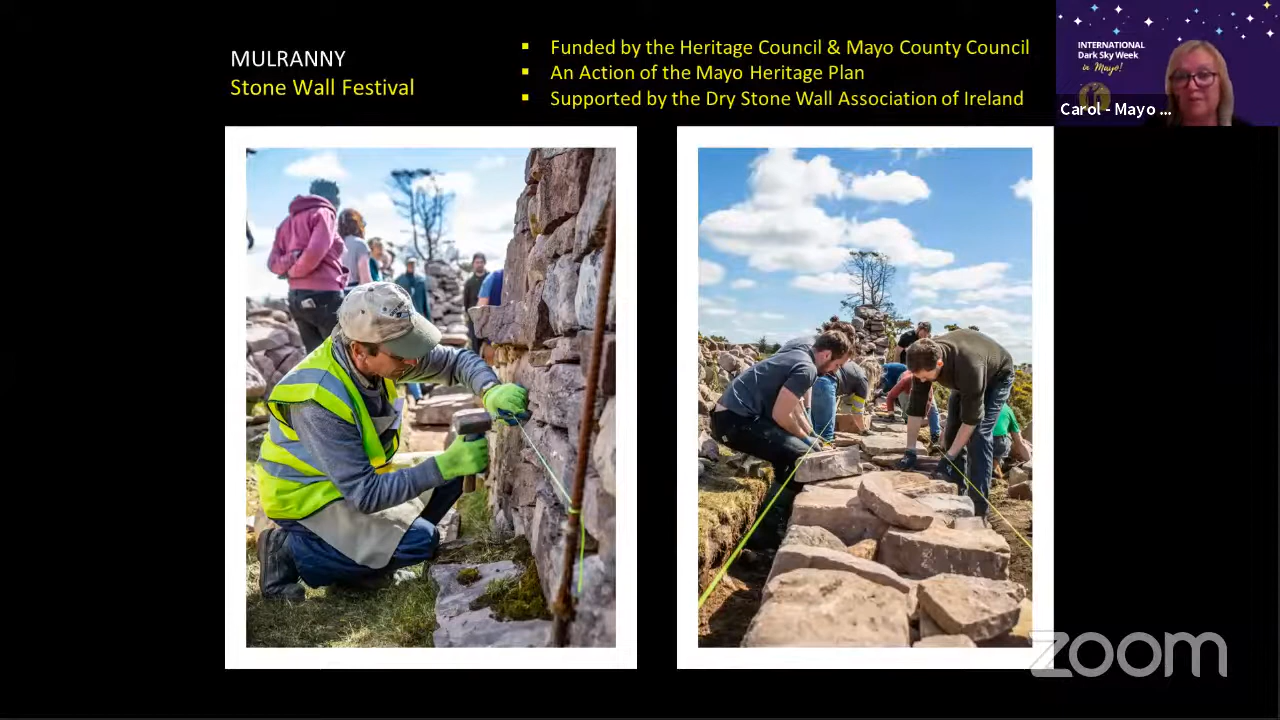 MULRANNY
Stone Wall Festival
▪ Funded by the Heritage Council & Mayo County Council
▪ An Action of the Mayo Heritage Plan
▪ Supported by the Dry Stone Wall Association of Ireland
INTERNATIONAL
Dark Sky Week
in Mayo!
Carol - Mayo ...
zoom